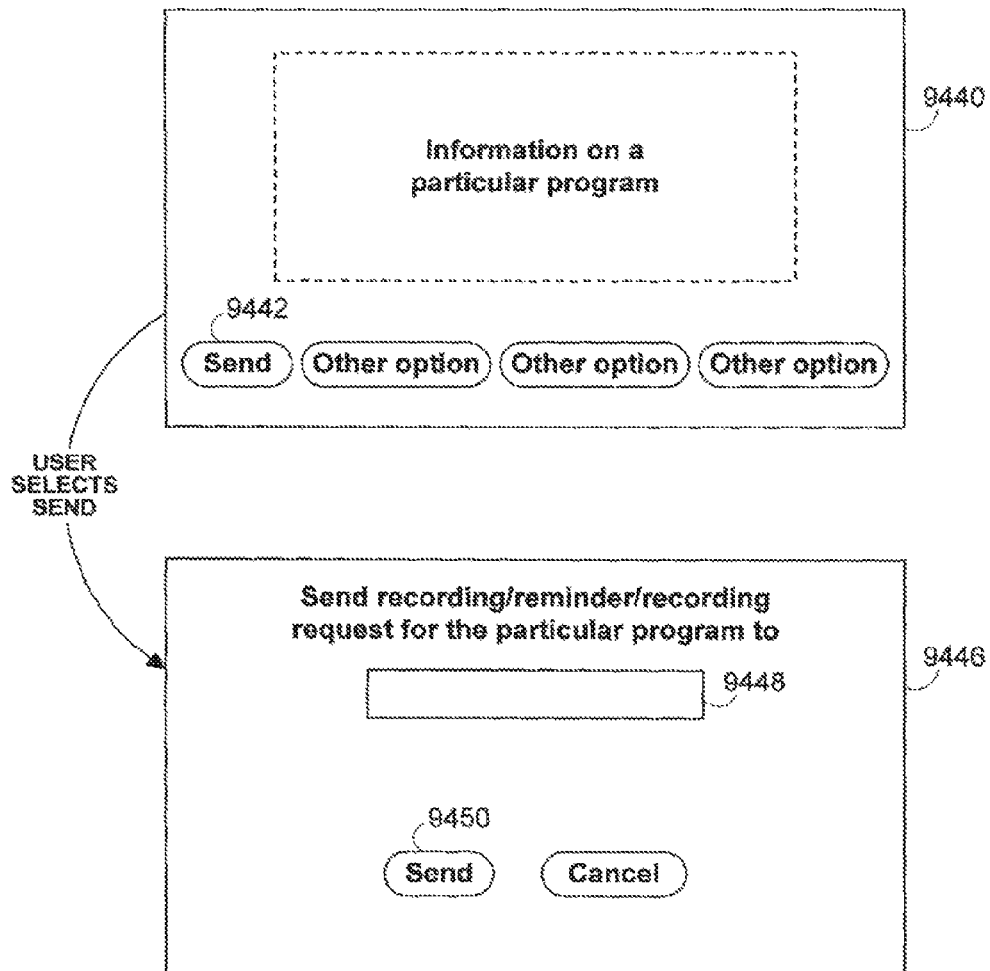 Information on a
particular program
9440
9442
Send
Other option
Other option
Other option
USER
SELECTS
SEND
Send recording/reminder/recording
request for the particular program to
9446
9448
9450
Send
Cancel